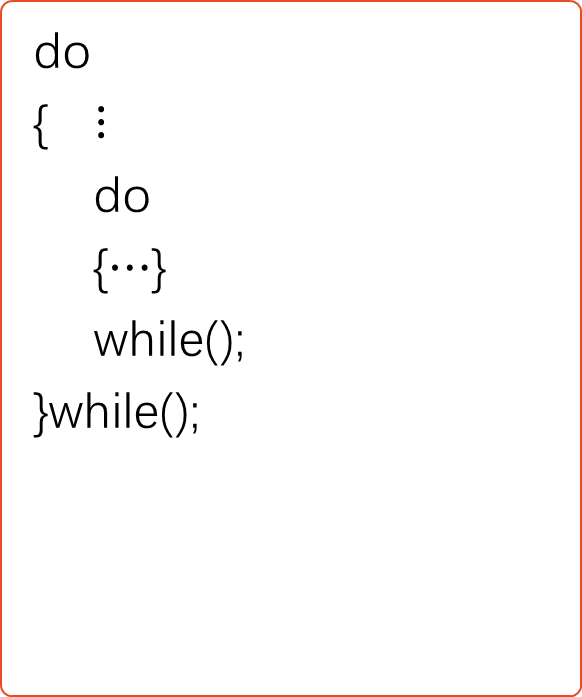 do
{ ⋮
do
{⋯}
while();
}while();